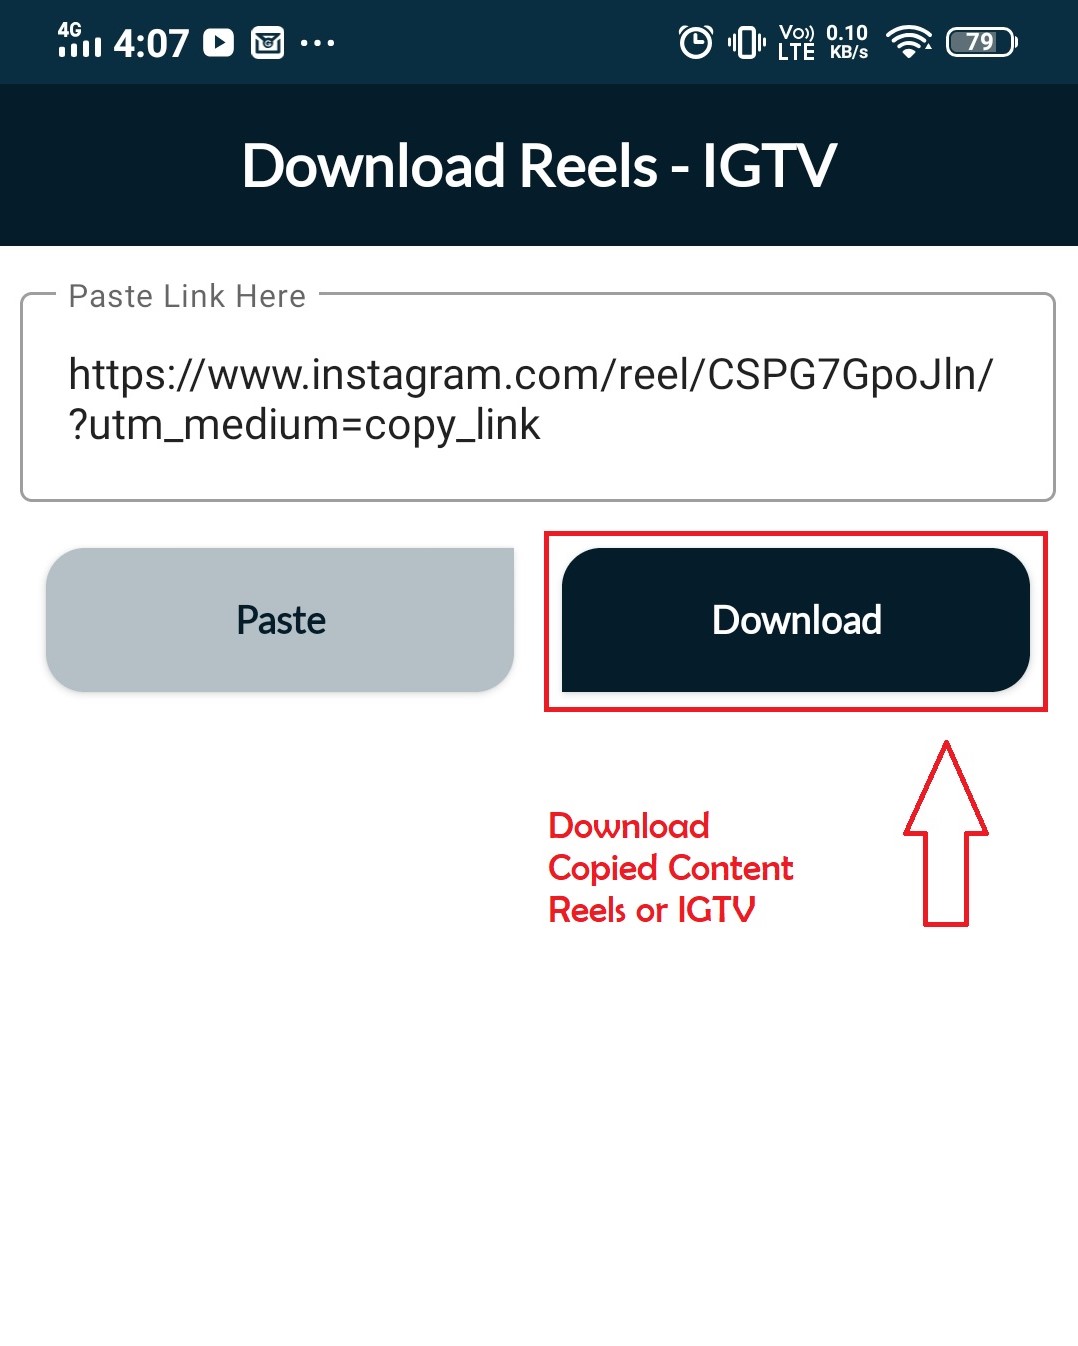 4G
4:07
Vo)) LTE
0.10 KB/s
79
Download Reels - IGTV
Paste Link Here
https://www.instagram.com/reel/CSPG7GpoJln/
?utm_medium=copy_link
Paste
Download
Download
Copied Content
Reels or IGTV